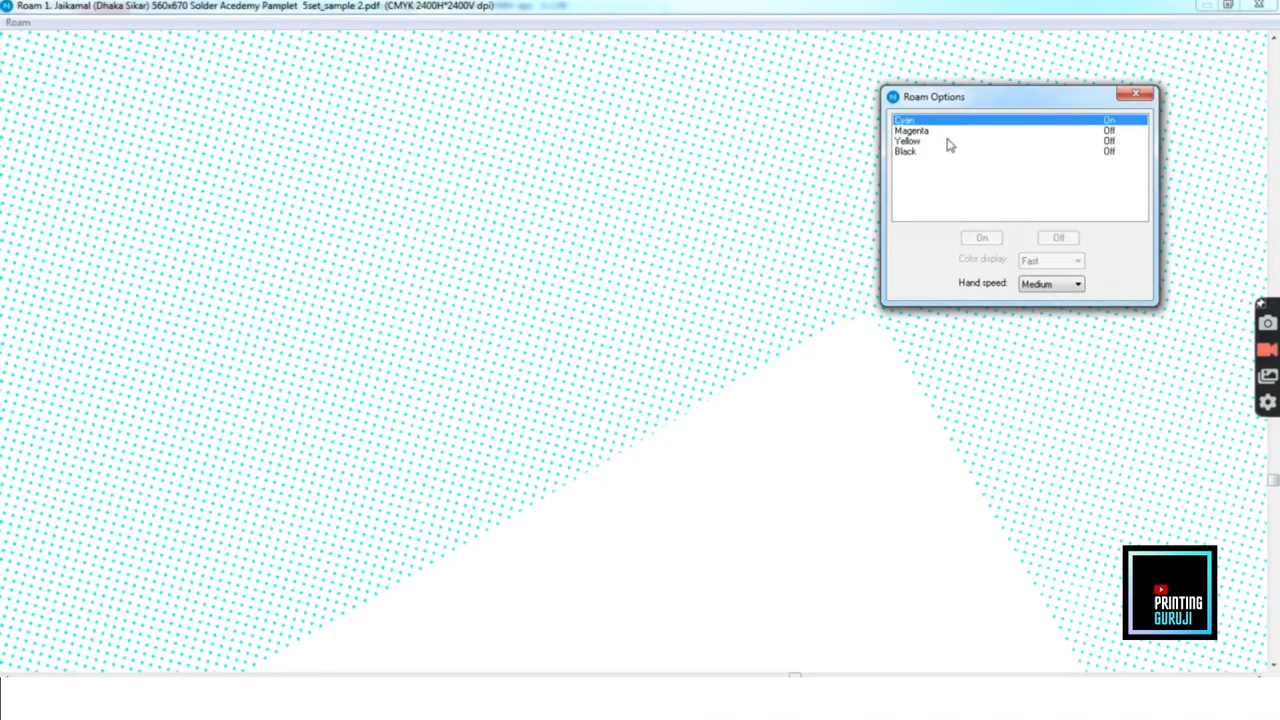 Roam 1. Jaikamal (Dhaka Sikar) 560x670 Solder Acedemy Pamplet 5set_sample 2.pdf (CMYK 2400H*2400V dpi)
Roam
Roam Options
Cyan On
Magenta Off
Yellow Off
Black Off
On Off
Color display: Fast
Hand speed: Medium
PRINTING
GURUJI